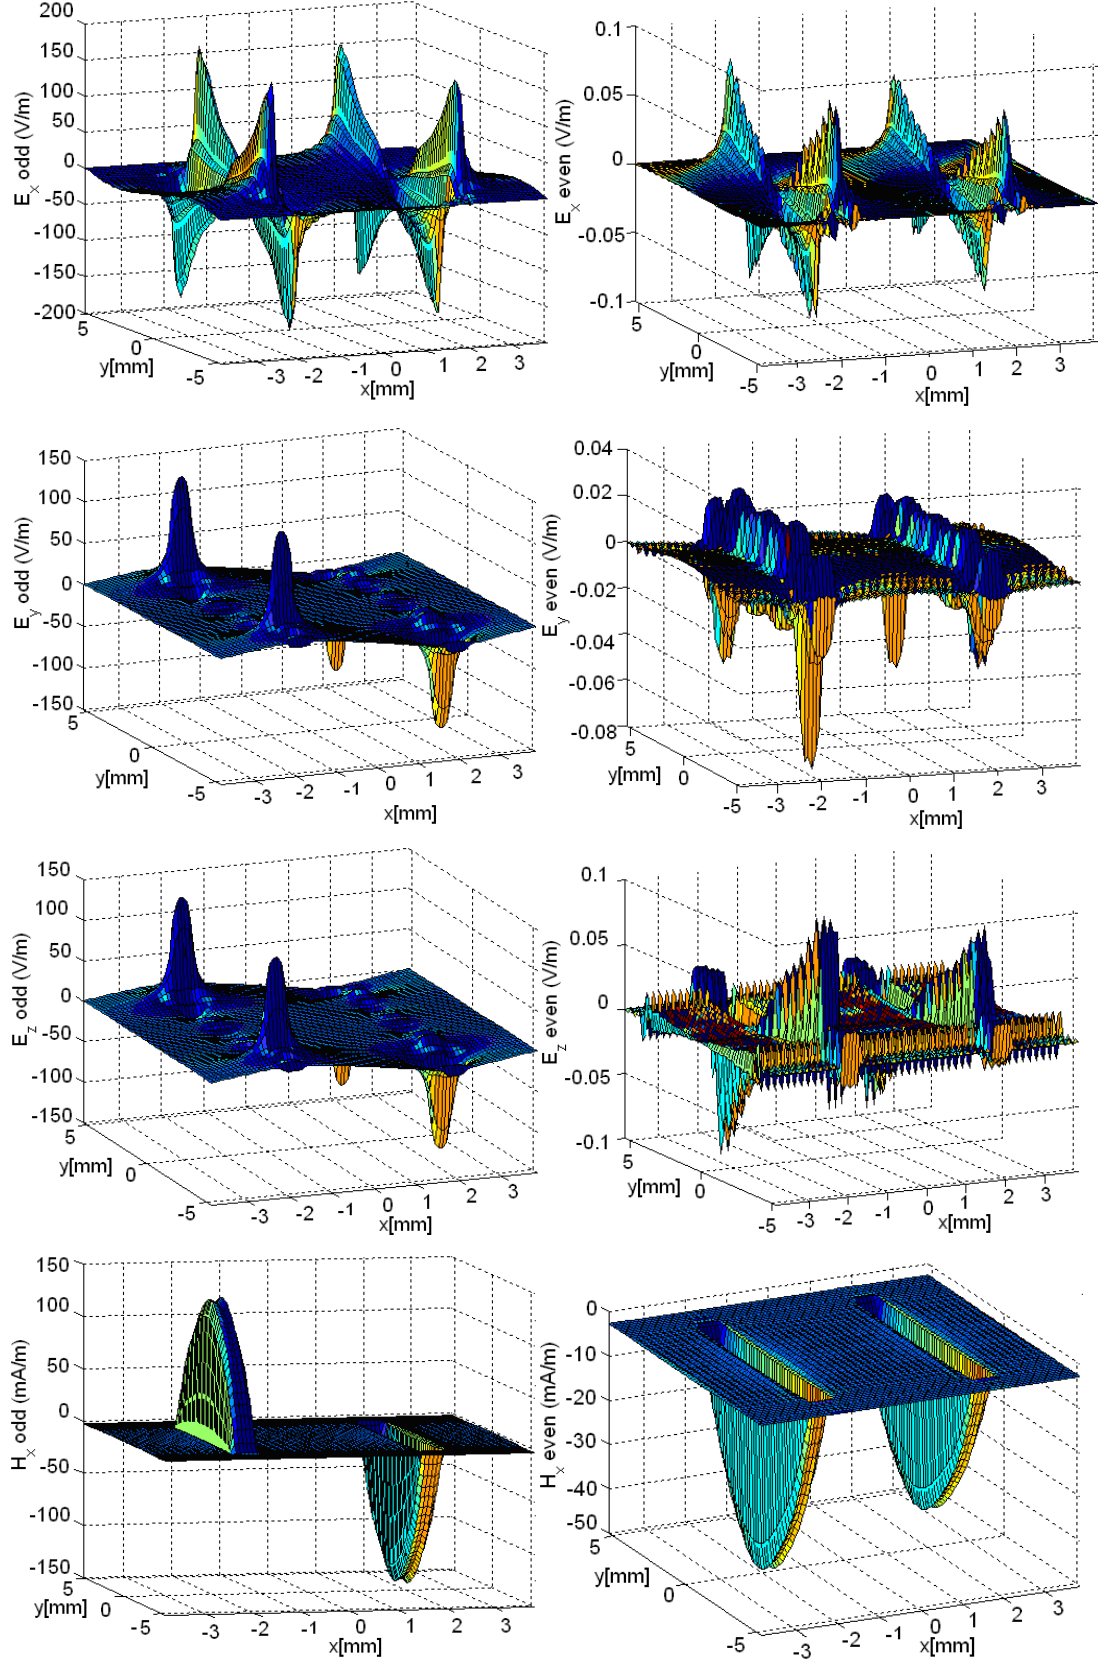 200
150
100
50
0
-50
-100
-150
-200
E_x odd (V/m)
5
0
-5
y[mm]
-3 -2 -1 0 1 2 3
x[mm]
0.1
0.05
0
-0.05
-0.1
E_x even (V/m)
5
0
-5
y[mm]
-3 -2 -1 0 1 2 3
x[mm]
150
100
50
0
-50
-100
-150
E_y odd (V/m)
5
0
-5
y[mm]
-3 -2 -1 0 1 2 3
x[mm]
0.04
0.02
0
-0.02
-0.04
-0.06
-0.08
E_y even (V/m)
5
0
-5
y[mm]
-3 -2 -1 0 1 2 3
x[mm]
150
100
50
0
-50
-100
-150
E_z odd (V/m)
5
0
-5
y[mm]
-3 -2 -1 0 1 2 3
x[mm]
0.1
0.05
0
-0.05
-0.1
E_z even (V/m)
5
0
-5
y[mm]
-3 -2 -1 0 1 2 3
x[mm]
150
100
50
0
-50
-100
-150
H_x odd (mA/m)
5
0
-5
y[mm]
-3 -2 -1 0 1 2 3
x[mm]
0
-10
-20
-30
-40
-50
H_x even (mA/m)
5
0
-5
y[mm]
-3 -2 -1 0 1 2 3
x[mm]